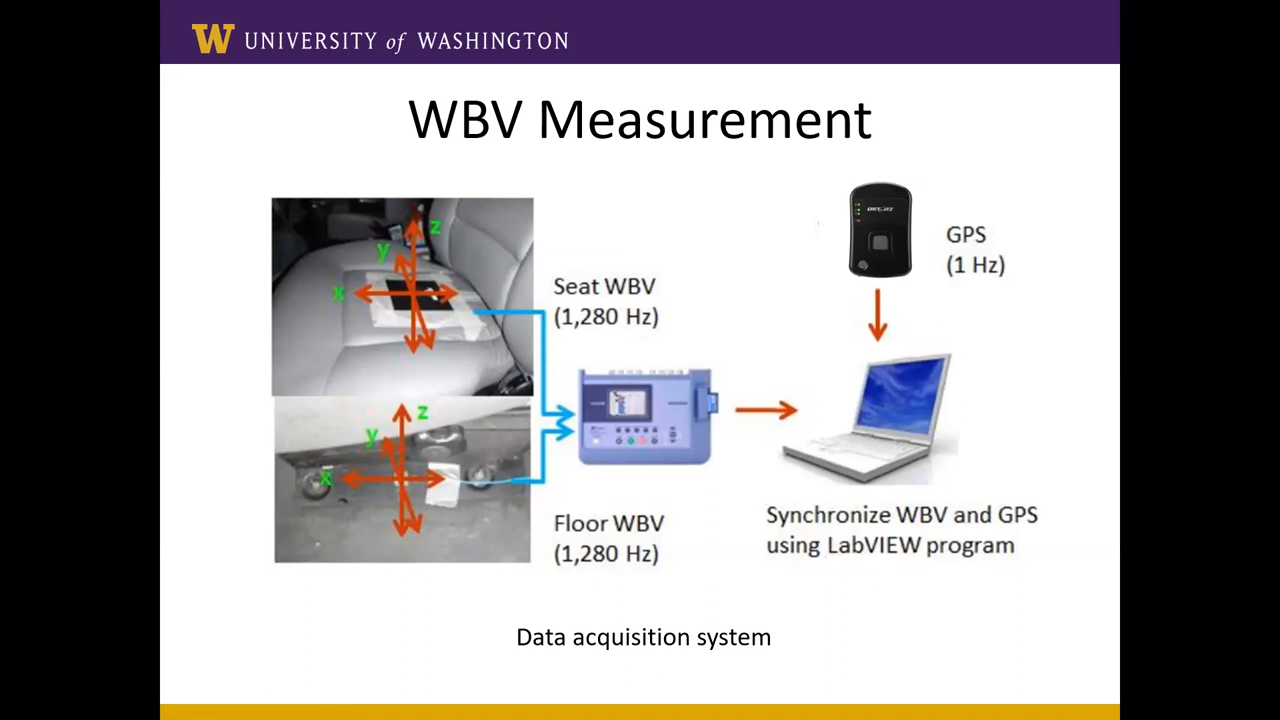 W UNIVERSITY of WASHINGTON
WBV Measurement
z
y
x
Seat WBV
(1,280 Hz)
GPS
(1 Hz)
z
y
x
Floor WBV
(1,280 Hz)
Synchronize WBV and GPS
using LabVIEW program
Data acquisition system